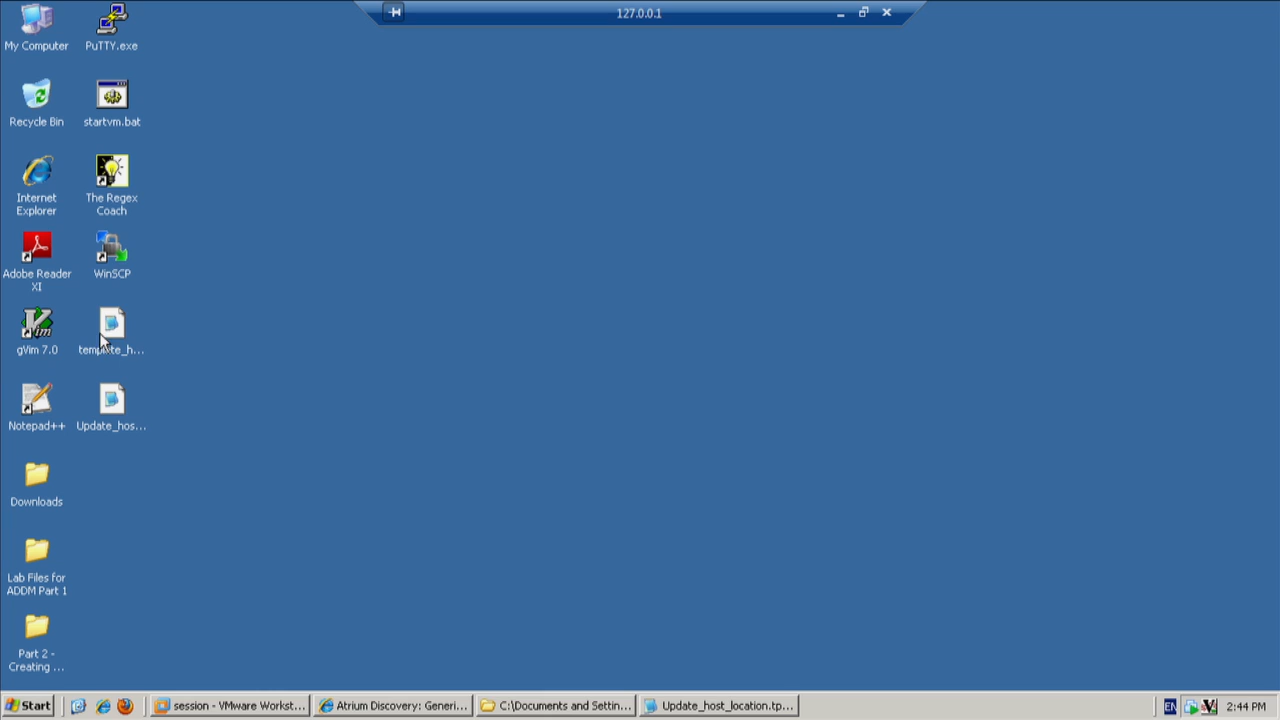 127.0.0.1
My Computer
PuTTY.exe
Recycle Bin
startvm.bat
Internet
Explorer
The Regex
Coach
Adobe Reader
XI
WinSCP
gVim 7.0
template_h...
Notepad++
Update_hos...
Downloads
Lab Files for
ADDM Part 1
Part 2 -
Creating ...
Start
session - VMware Workst...
Atrium Discovery: Generi...
C:\Documents and Settin...
Update_host_location.tp...
EN
2:44 PM